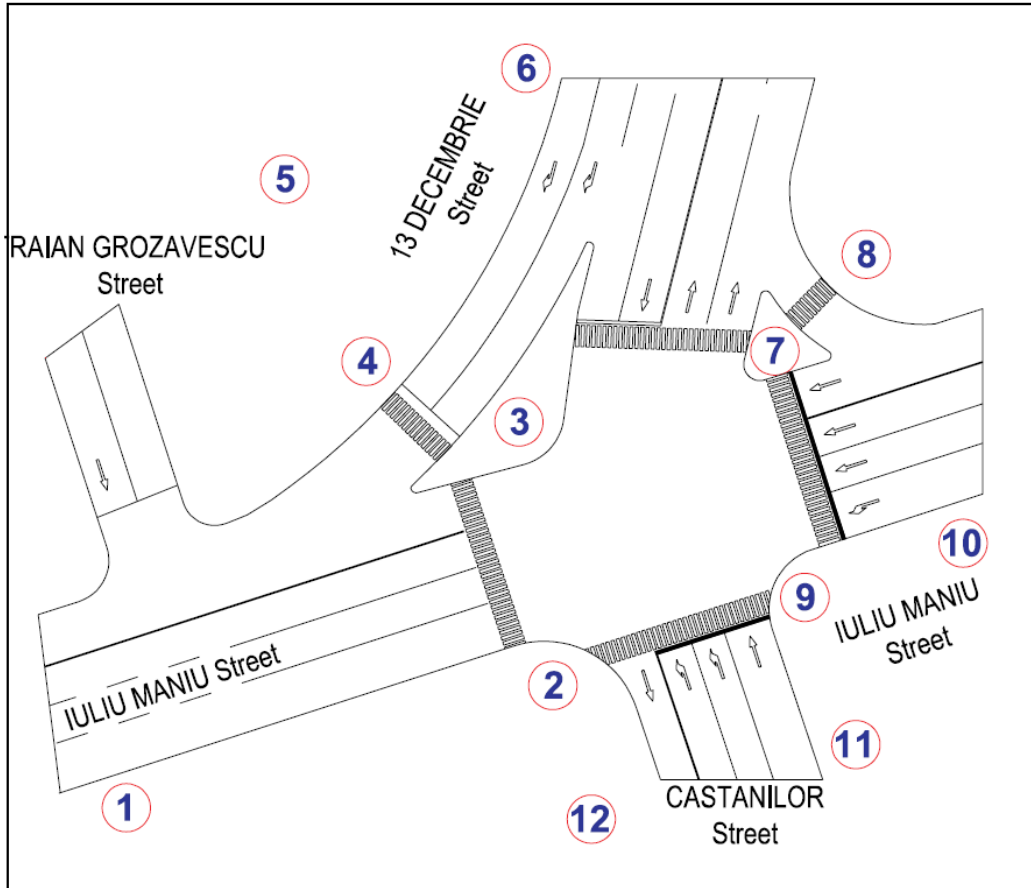 6
13 DECEMBRIE
Street
5
TRAIAN GROZAVESCU
Street
8
4
7
3
10
9
IULIU MANIU
Street
IULIU MANIU Street
2
11
1
12
CASTANILOR
Street